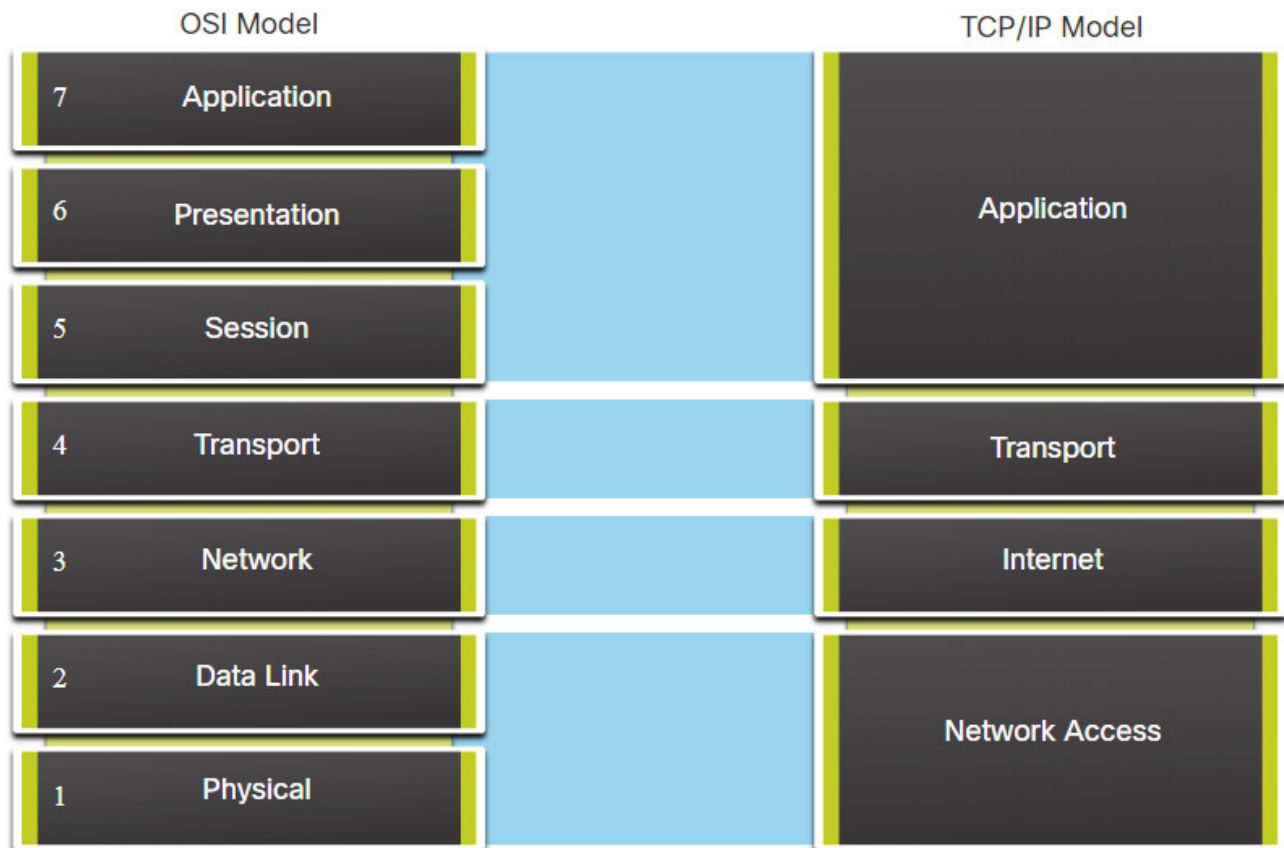 OSI Model
7 Application
6 Presentation
5 Session
4 Transport
3 Network
2 Data Link
1 Physical
TCP/IP Model
Application
Transport
Internet
Network Access